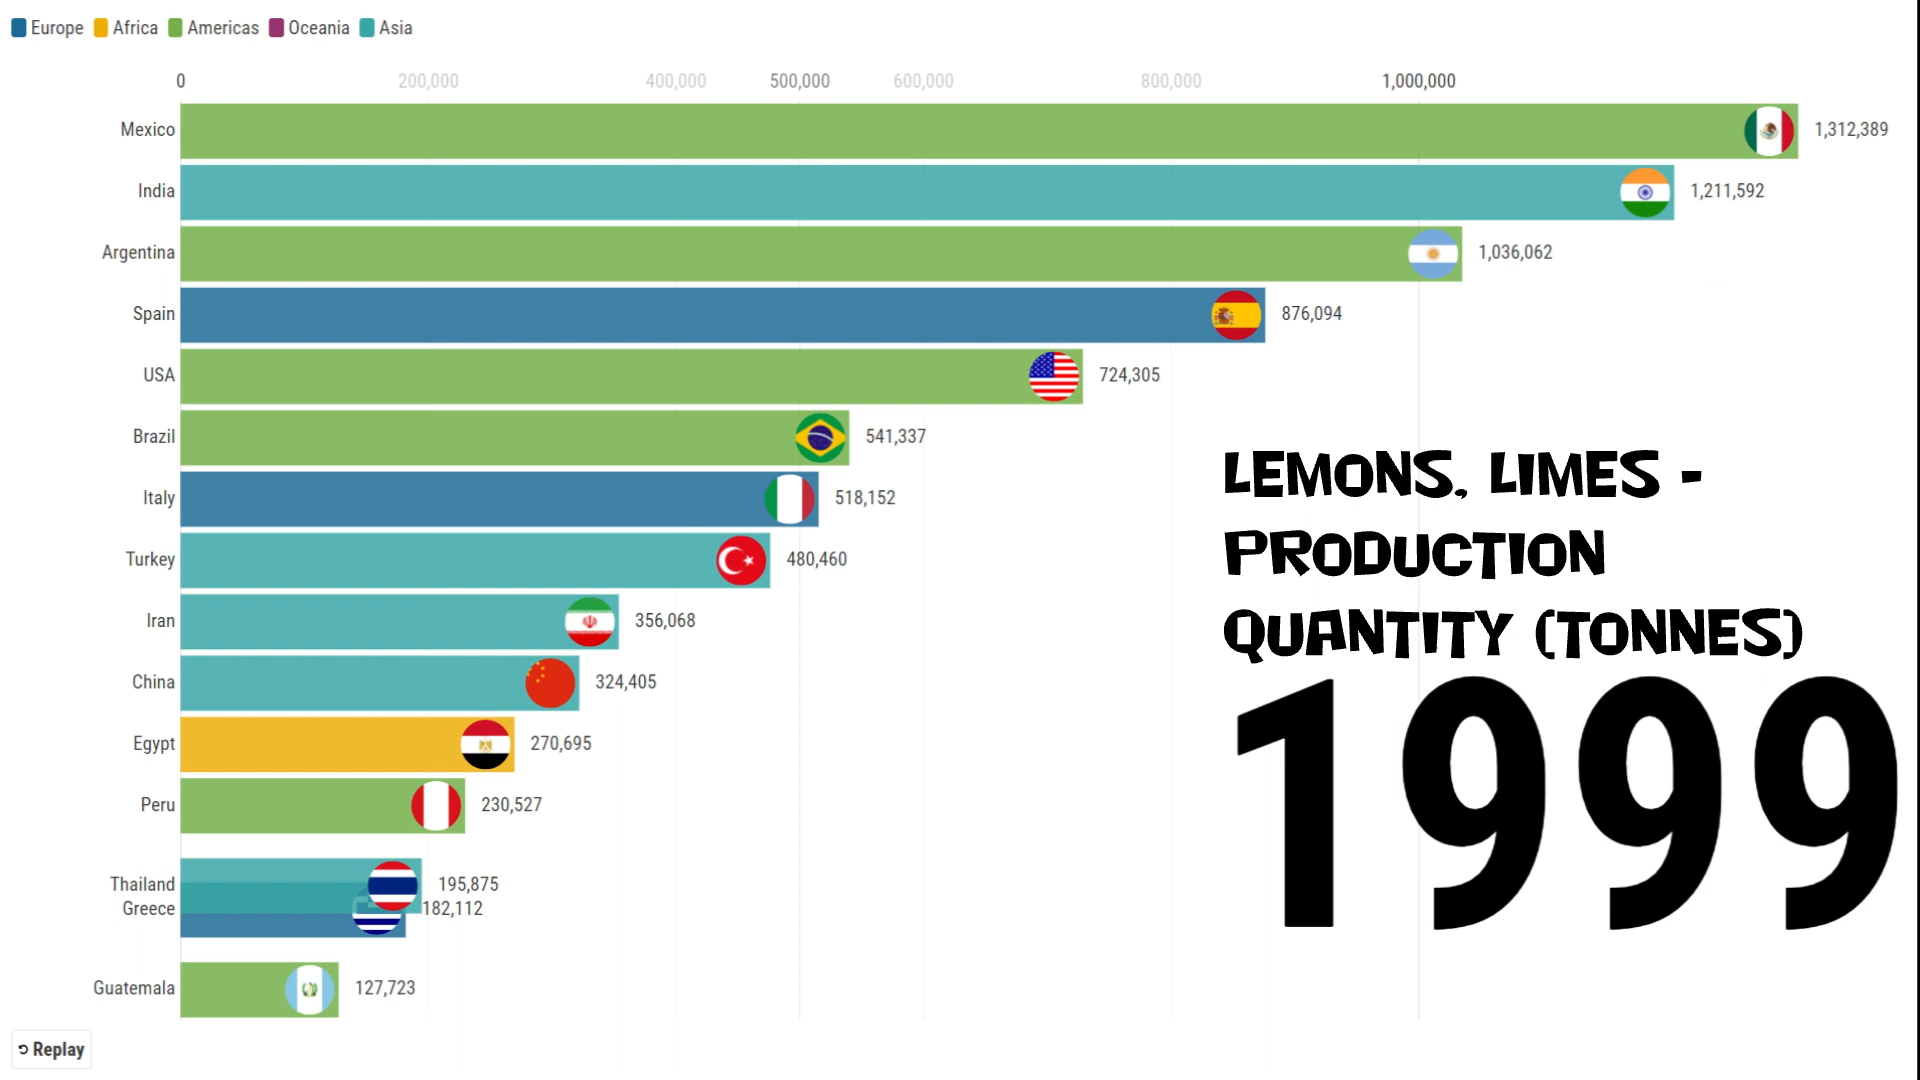 Europe Africa Americas Oceania Asia
0 200,000 400,000 500,000 600,000 800,000 1,000,000
Mexico 1,312,389
India 1,211,592
Argentina 1,036,062
Spain 876,094
USA 724,305
Brazil 541,337
Italy 518,152
Turkey 480,460
Iran 356,068
China 324,405
Egypt 270,695
Peru 230,527
Thailand 195,875
Greece 182,112
Guatemala 127,723
LEMONS, LIMES -
PRODUCTION
QUANTITY (TONNES)
1999
Replay